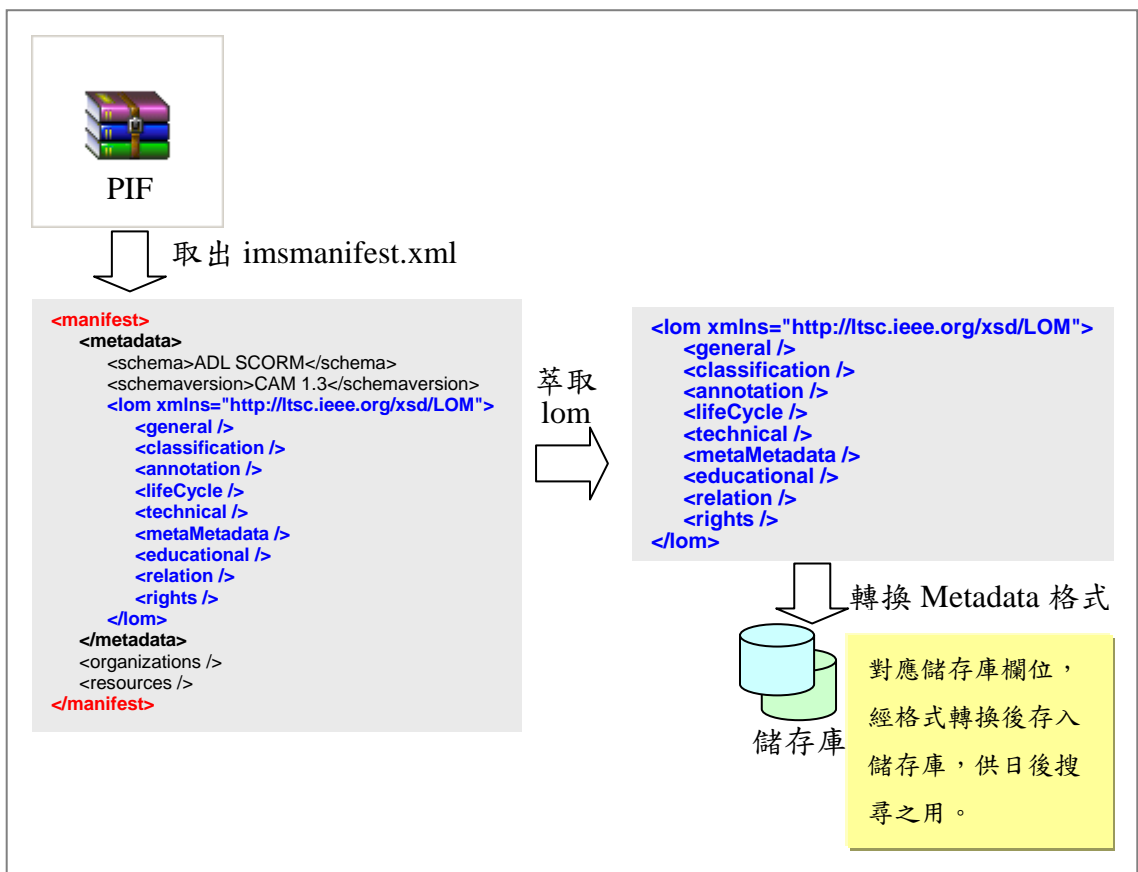 PIF
取出 imsmanifest.xml
<manifest>
<metadata>
<schema>ADL SCORM</schema>
<schemaversion>CAM 1.3</schemaversion>
<lom xmlns="http://ltsc.ieee.org/xsd/LOM">
<general />
<classification />
<annotation />
<lifeCycle />
<technical />
<metaMetadata />
<educational />
<relation />
<rights />
</lom>
</metadata>
<organizations />
<resources />
</manifest>
萃取
lom
<lom xmlns="http://ltsc.ieee.org/xsd/LOM">
<general />
<classification />
<annotation />
<lifeCycle />
<technical />
<metaMetadata />
<educational />
<relation />
<rights />
</lom>
轉換 Metadata 格式
儲存庫
對應儲存庫欄位，
經格式轉換後存入
儲存庫，供日後搜
尋之用。